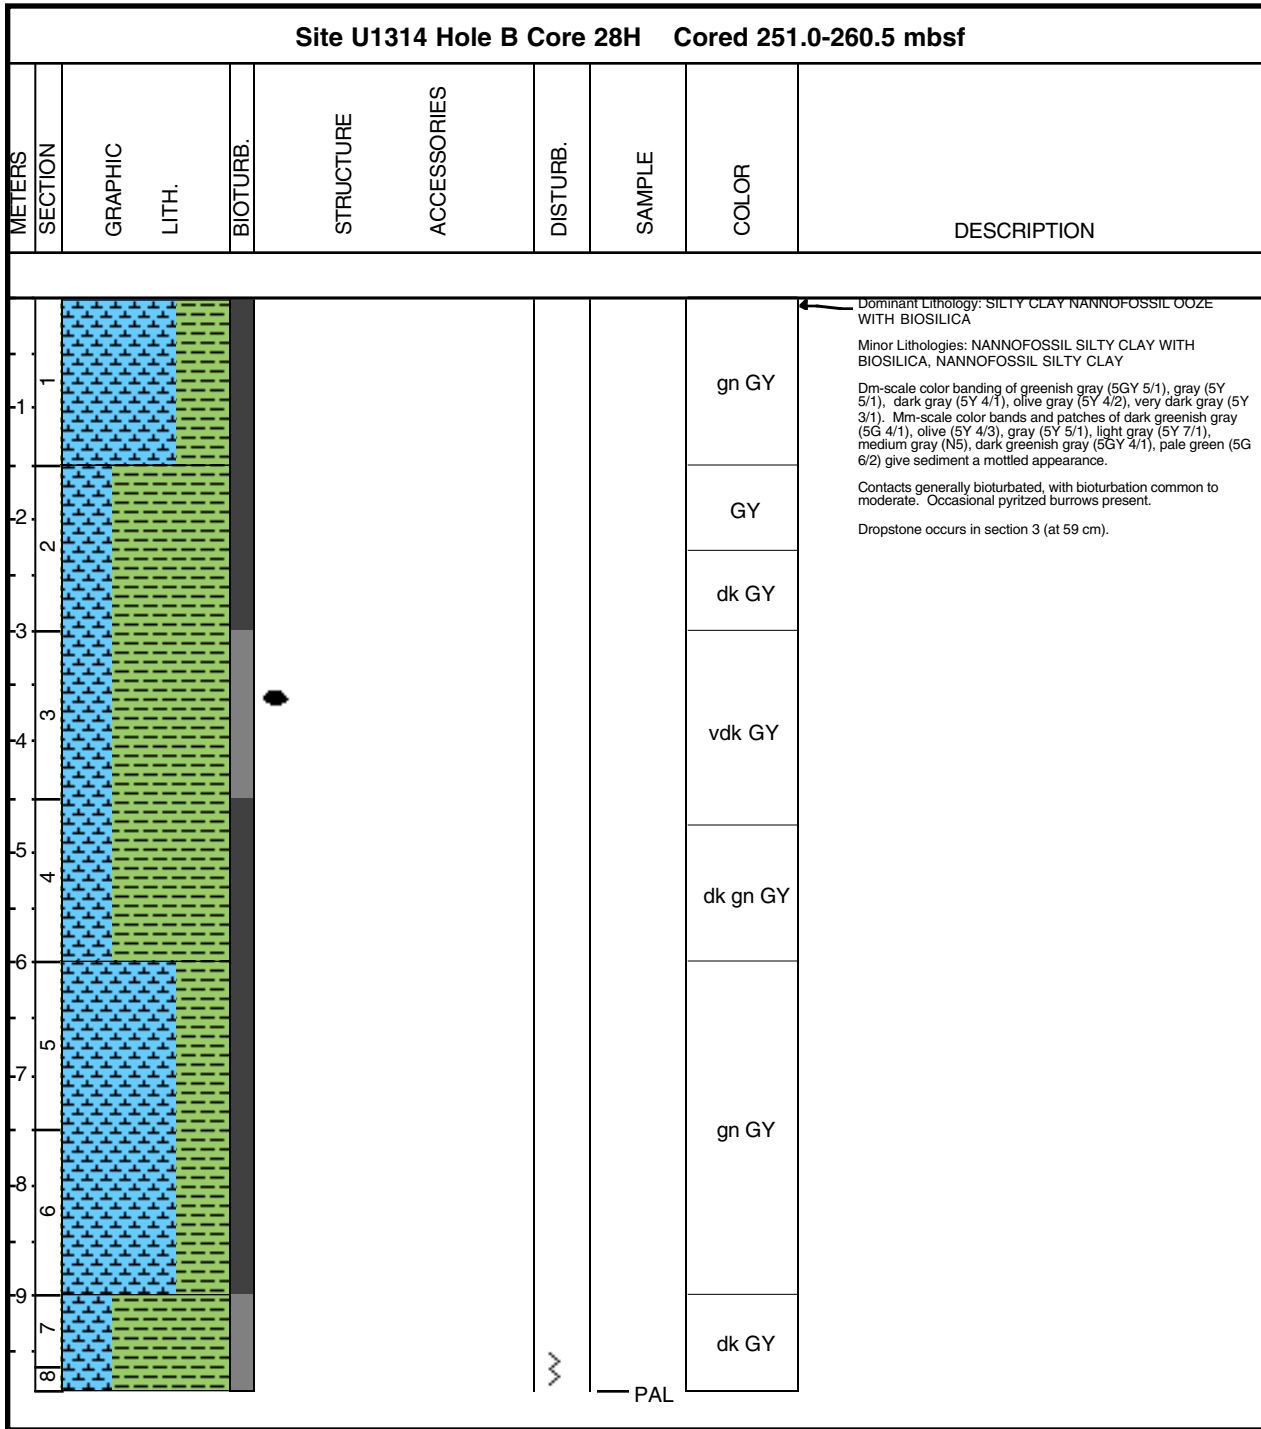 Site U1314 Hole B Core 28H Cored 251.0-260.5 mbsf
METERS
SECTION
GRAPHIC
LITH.
BIOTURB.
STRUCTURE
ACCESSORIES
DISTURB.
SAMPLE
COLOR
DESCRIPTION
1
2
3
4
5
6
7
8
9
1
2
3
4
5
6
7
8
gn GY
GY
dk GY
vdk GY
dk gn GY
gn GY
dk GY
PAL
Dominant Lithology: SILTY CLAY NANNOFOSSIL OOZE
WITH BIOSILICA
Minor Lithologies: NANNOFOSSIL SILTY CLAY WITH
BIOSILICA, NANNOFOSSIL SILTY CLAY
Dm-scale color banding of greenish gray (5GY 5/1), gray (5Y
5/1), dark gray (5Y 4/1), olive gray (5Y 4/2), very dark gray (5Y
3/1). Mm-scale color bands and patches of dark greenish gray
(5G 4/1), olive (5Y 4/3), gray (5Y 5/1), light gray (5Y 7/1),
medium gray (N5), dark greenish gray (5GY 4/1), pale green (5G
6/2) give sediment a mottled appearance.
Contacts generally bioturbated, with bioturbation common to
moderate. Occasional pyritzed burrows present.
Dropstone occurs in section 3 (at 59 cm).